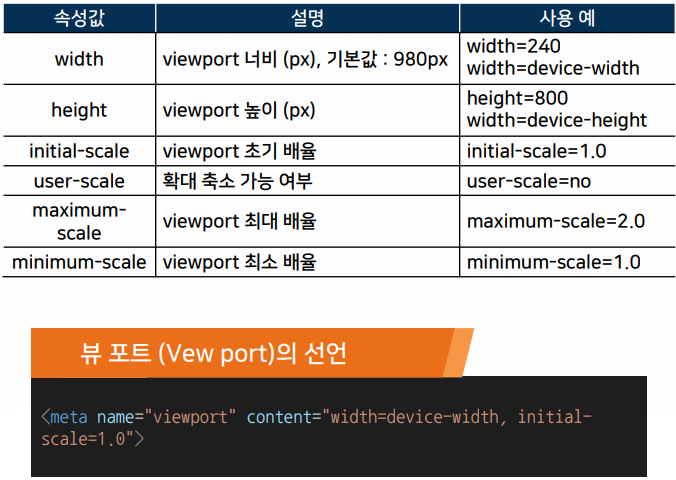 속성값 설명 사용 예
width viewport 너비 (px), 기본값 : 980px width=240
width=device-width
height viewport 높이 (px) height=800
width=device-height
initial-scale viewport 초기 배율 initial-scale=1.0
user-scale 확대 축소 가능 여부 user-scale=no
maximum-
scale viewport 최대 배율 maximum-scale=2.0
minimum-scale viewport 최소 배율 minimum-scale=1.0
뷰 포트 (Vew port)의 선언
<meta name="viewport" content="width=device-width, initial-
scale=1.0">